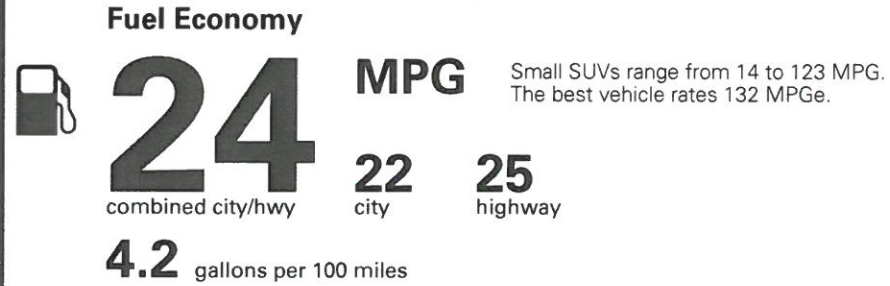 Fuel Economy
24 MPG
Small SUVs range from 14 to 123 MPG.
The best vehicle rates 132 MPGe.
combined city/hwy
22
city
25
highway
4.2 gallons per 100 miles